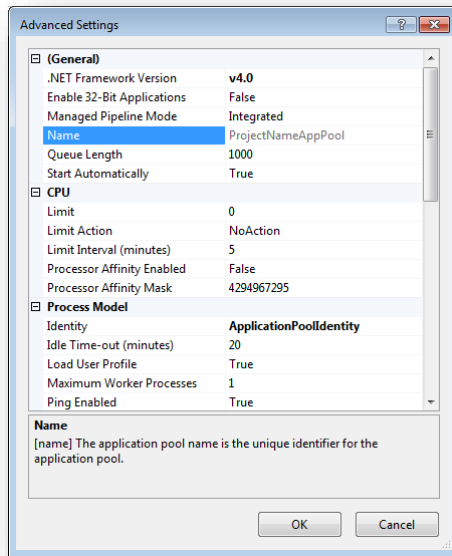 Advanced Settings
(General)
.NET Framework Version v4.0
Enable 32-Bit Applications False
Managed Pipeline Mode Integrated
Name ProjectNameAppPool
Queue Length 1000
Start Automatically True
CPU
Limit 0
Limit Action NoAction
Limit Interval (minutes) 5
Processor Affinity Enabled False
Processor Affinity Mask 4294967295
Process Model
Identity ApplicationPoolIdentity
Idle Time-out (minutes) 20
Load User Profile True
Maximum Worker Processes 1
Ping Enabled True
Name
[name] The application pool name is the unique identifier for the
application pool.
OK Cancel